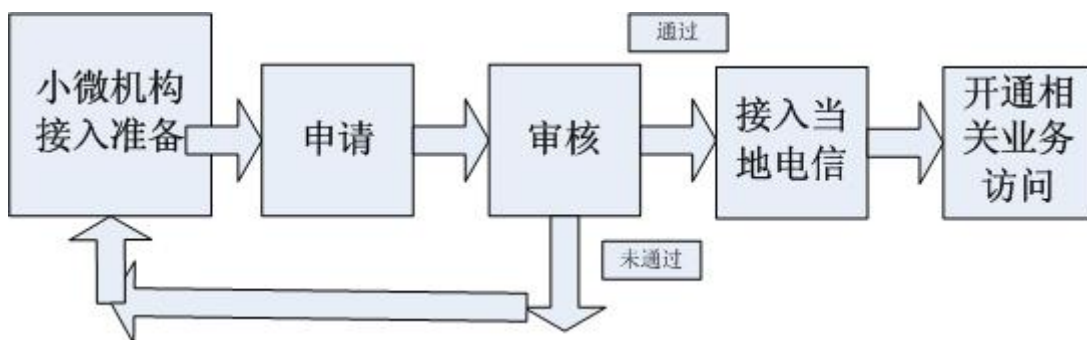 通过
小微机构
接入准备
申请
审核
接入当
地电信
开通相
关业务
访问
未通过